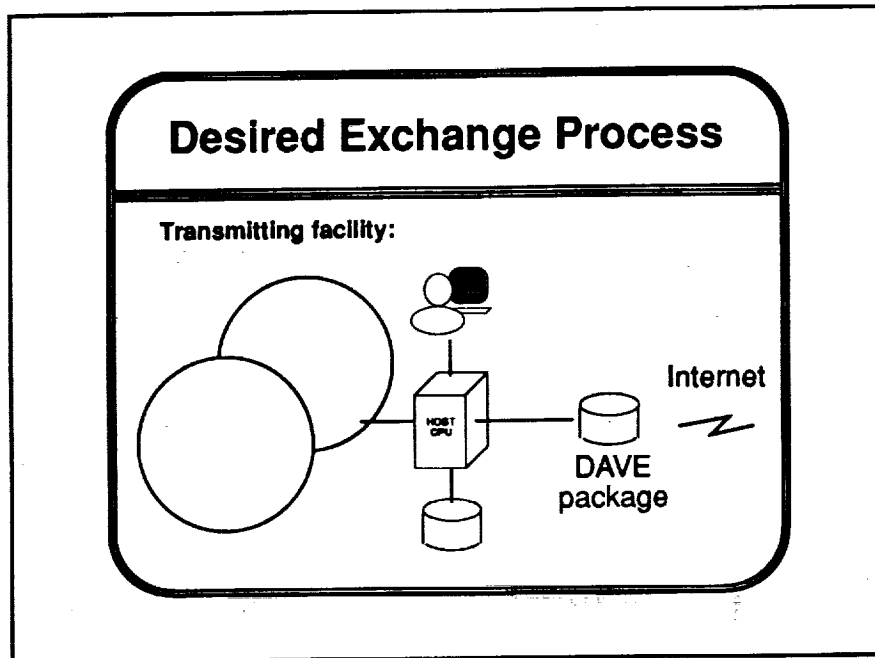 Desired Exchange Process
Transmitting facility:
HOST
CPU
Internet
DAVE
package